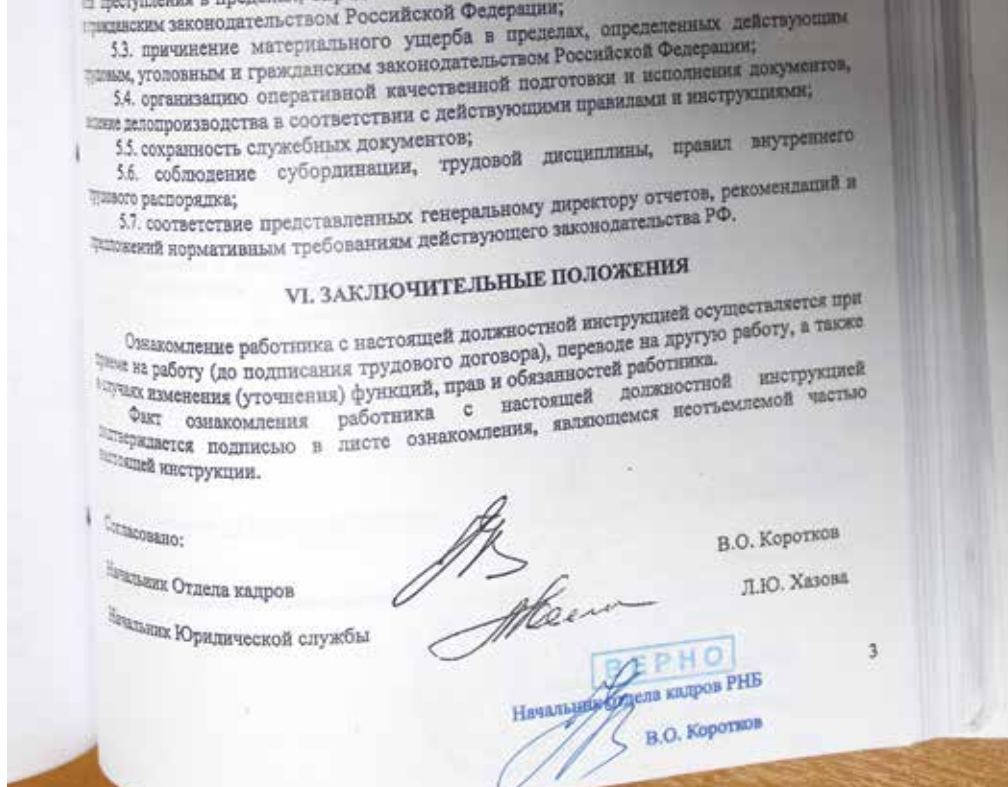 преступления в пределах,
гражданским законодательством Российской Федерации;
5.3. причинение материального ущерба в пределах, определенных действующим
трудовым, уголовным и гражданским законодательством Российской Федерации;
5.4. организацию оперативной качественной подготовки и исполнения документов,
ведение делопроизводства в соответствии с действующими правилами и инструкциями;
5.5. сохранность служебных документов;
5.6. соблюдение субординации, трудовой дисциплины, правил внутреннего
трудового распорядка;
5.7. соответствие представленных генеральному директору отчетов, рекомендаций и
приложений нормативным требованиям действующего законодательства РФ.
VI. ЗАКЛЮЧИТЕЛЬНЫЕ ПОЛОЖЕНИЯ
Ознакомление работника с настоящей должностной инструкцией осуществляется при
приеме на работу (до подписания трудового договора), переводе на другую работу, а также
в случаях изменения (уточнения) функций, прав и обязанностей работника.
Факт ознакомления работника с настоящей должностной инструкцией
подтверждается подписью в листе ознакомления, являющемся неотъемлемой частью
настоящей инструкции.
Согласовано:
Начальник Отдела кадров В.О. Коротков
Начальник Юридической службы Л.Ю. Хазова
3
ВЕРНО
Начальник отдела кадров РНБ
В.О. Коротков